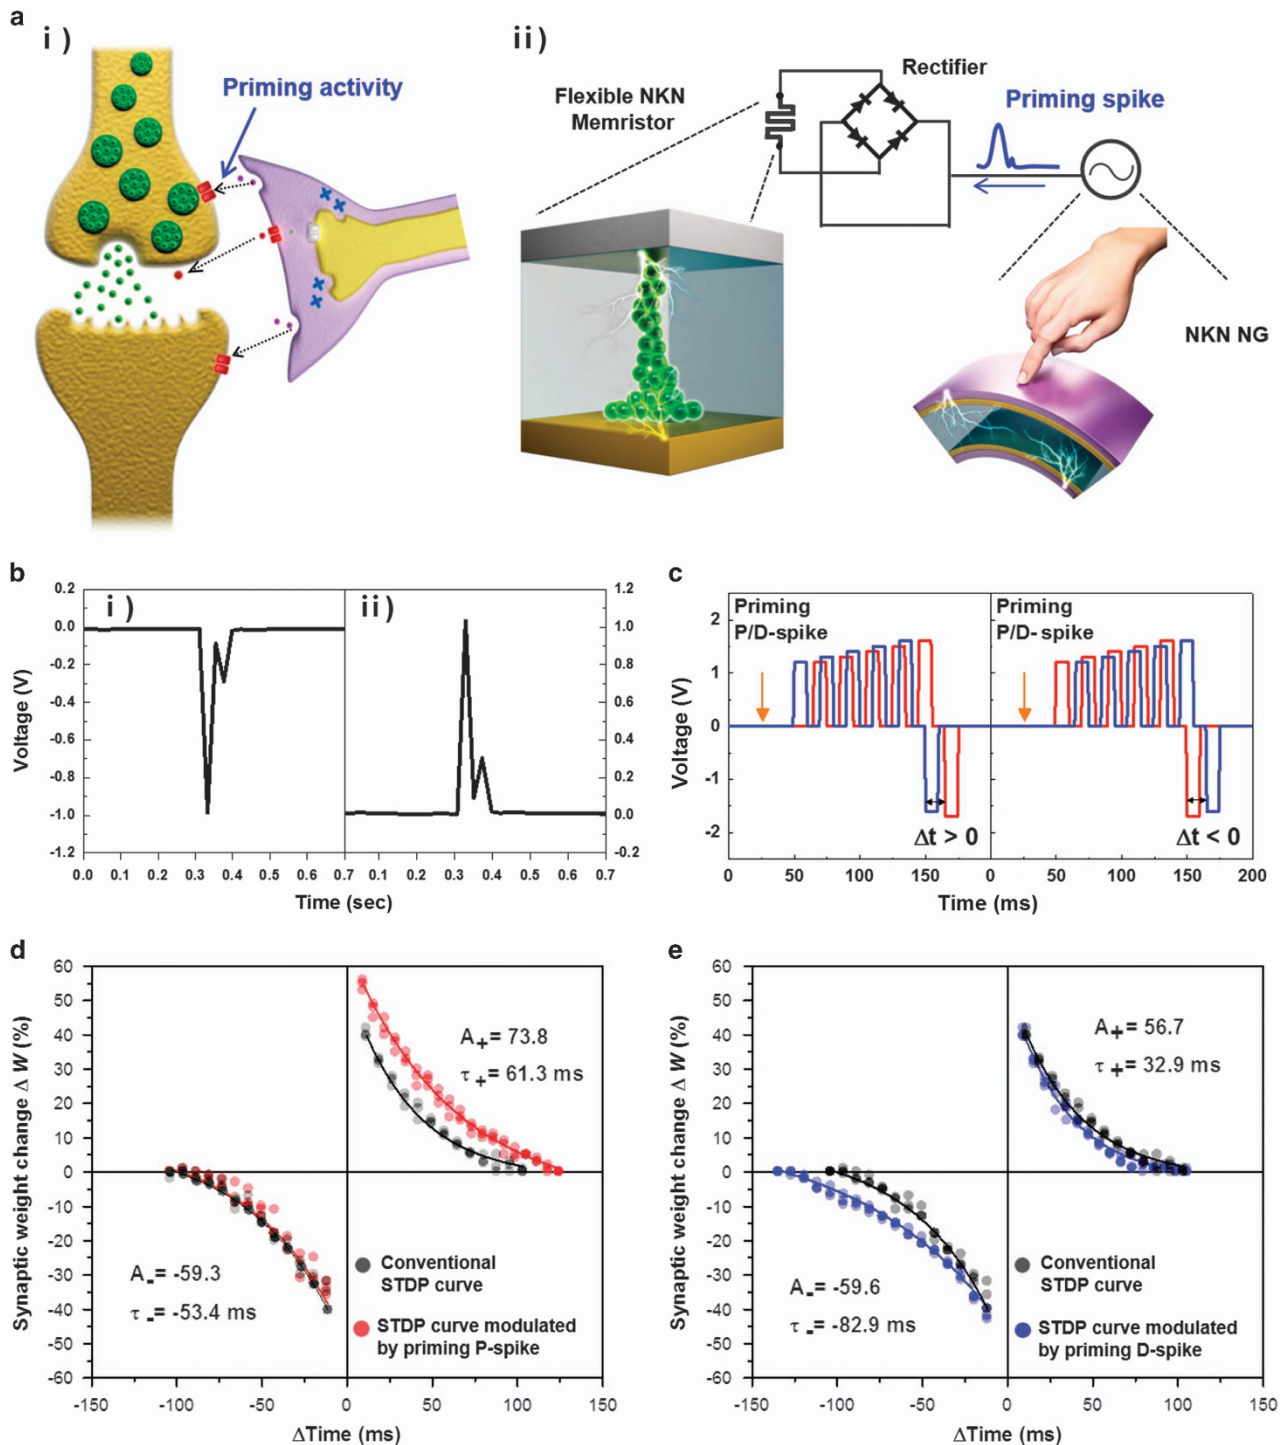 a
i)
ii)
Priming activity
Flexible NKN
Memristor
Rectifier
Priming spike
NKN NG
b
i)
ii)
0.2
0.0
-0.2
-0.4
-0.6
-0.8
-1.0
-1.2
1.2
1.0
0.8
0.6
0.4
0.2
0.0
-0.2
Voltage (V)
0.0 0.1 0.2 0.3 0.4 0.5 0.6 0.7
0.1 0.2 0.3 0.4 0.5 0.6 0.7
Time (sec)
c
Priming
P/D-spike
Priming
P/D- spike
2
1
0
-1
-2
Voltage (V)
Δt > 0
Δt < 0
0 50 100 150 0 50 100 150 200
Time (ms)
d
60
50
40
30
20
10
0
-10
-20
-30
-40
-50
-60
Synaptic weight change Δ W (%)
A+= 73.8
τ += 61.3 ms
A-= -59.3
τ -= -53.4 ms
Conventional
STDP curve
STDP curve modulated
by priming P-spike
-150 -100 -50 0 50 100 150
ΔTime (ms)
e
60
50
40
30
20
10
0
-10
-20
-30
-40
-50
-60
Synaptic weight change Δ W (%)
A+= 56.7
τ += 32.9 ms
A-= -59.6
τ -= -82.9 ms
Conventional
STDP curve
STDP curve modulated
by priming D-spike
-150 -100 -50 0 50 100 150
ΔTime (ms)